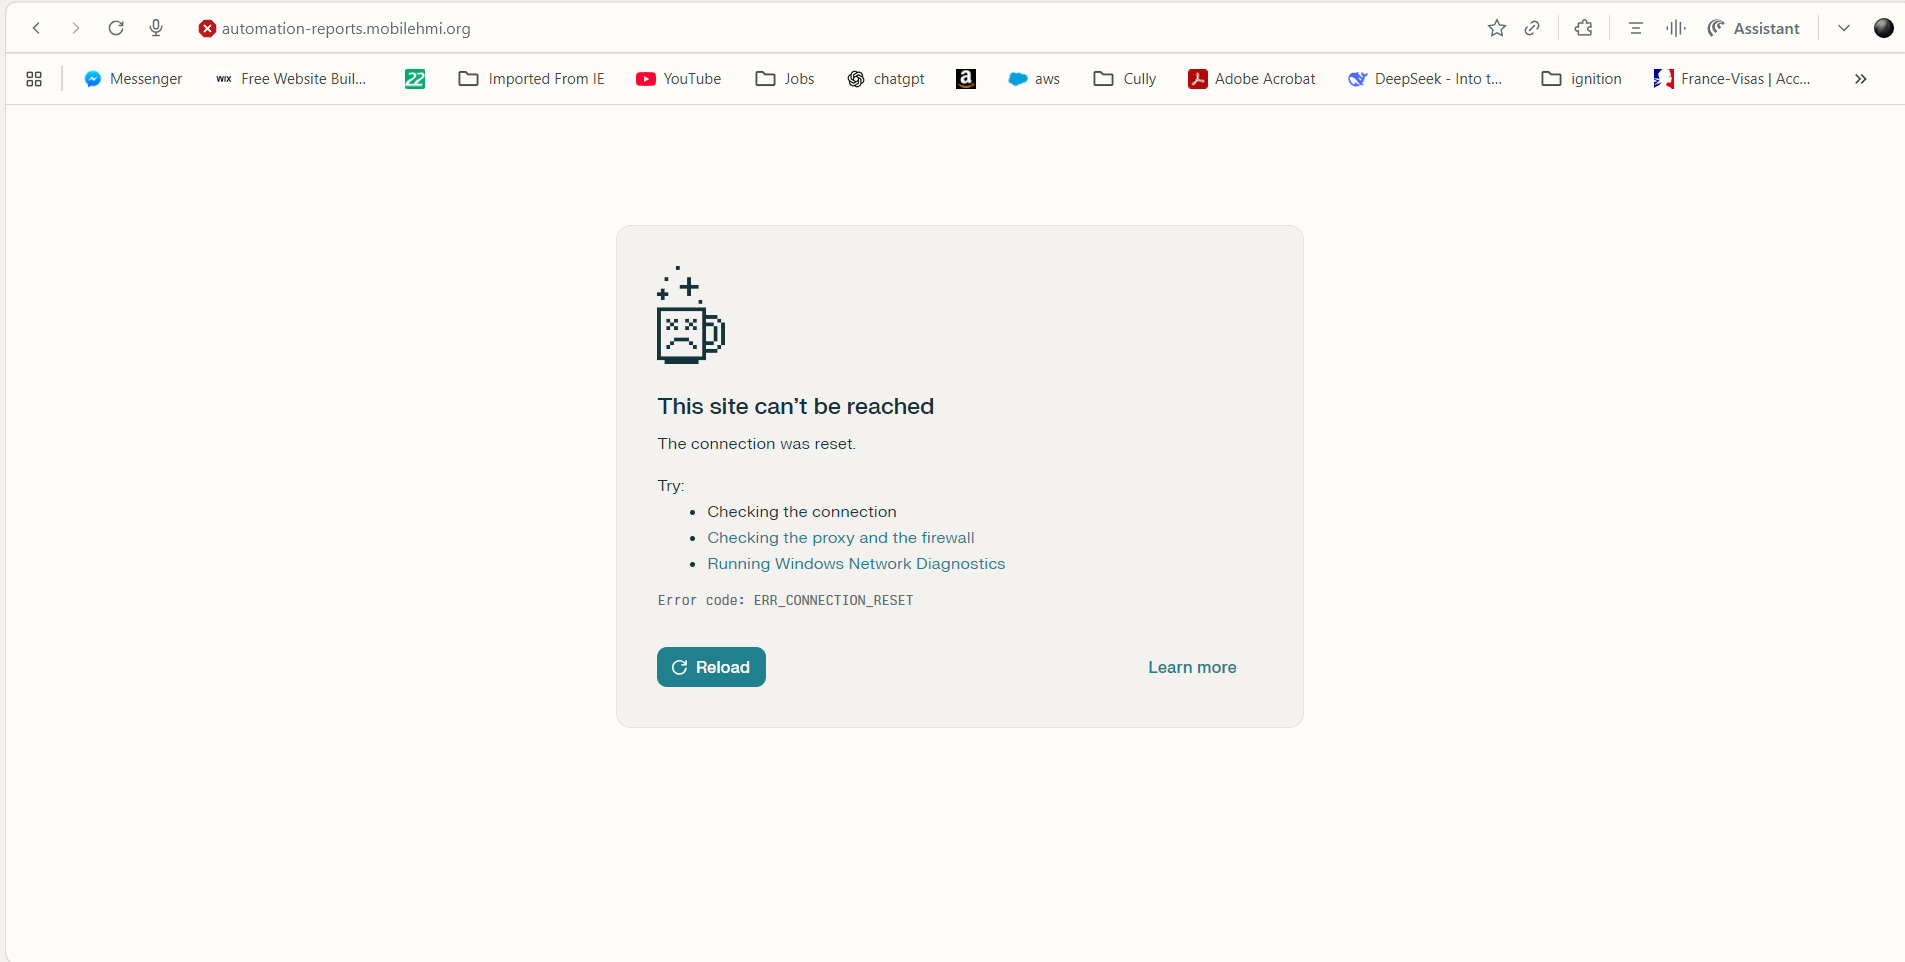 automation-reports.mobilehmi.org
Assistant
Messenger
WIX Free Website Buil...
22
Imported From IE
YouTube
Jobs
chatgpt
a
aws
Cully
Adobe Acrobat
DeepSeek - Into t...
ignition
France-Visas | Acc...
This site can’t be reached
The connection was reset.
Try:
Checking the connection
Checking the proxy and the firewall
Running Windows Network Diagnostics
Error code: ERR_CONNECTION_RESET
Reload
Learn more